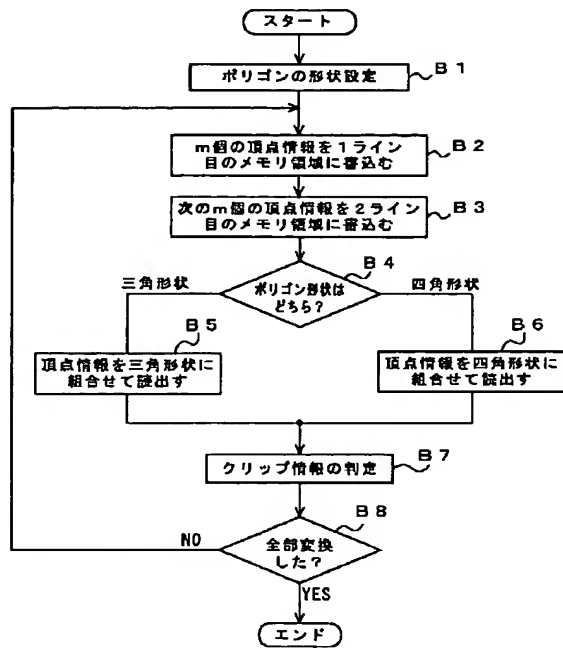 スタート
ポリゴンの形状設定
B1
m個の頂点情報を1ライン
目のメモリ領域に書込む
B2
次のm個の頂点情報を2ライン
目のメモリ領域に書込む
B3
B4
ポリゴン形状は
どちら?
三角形状
四角形状
B5
頂点情報を三角形状に
組合せて読出す
B6
頂点情報を四角形状に
組合せて読出す
B7
クリップ情報の判定
B8
全部変換
した?
NO
YES
エンド